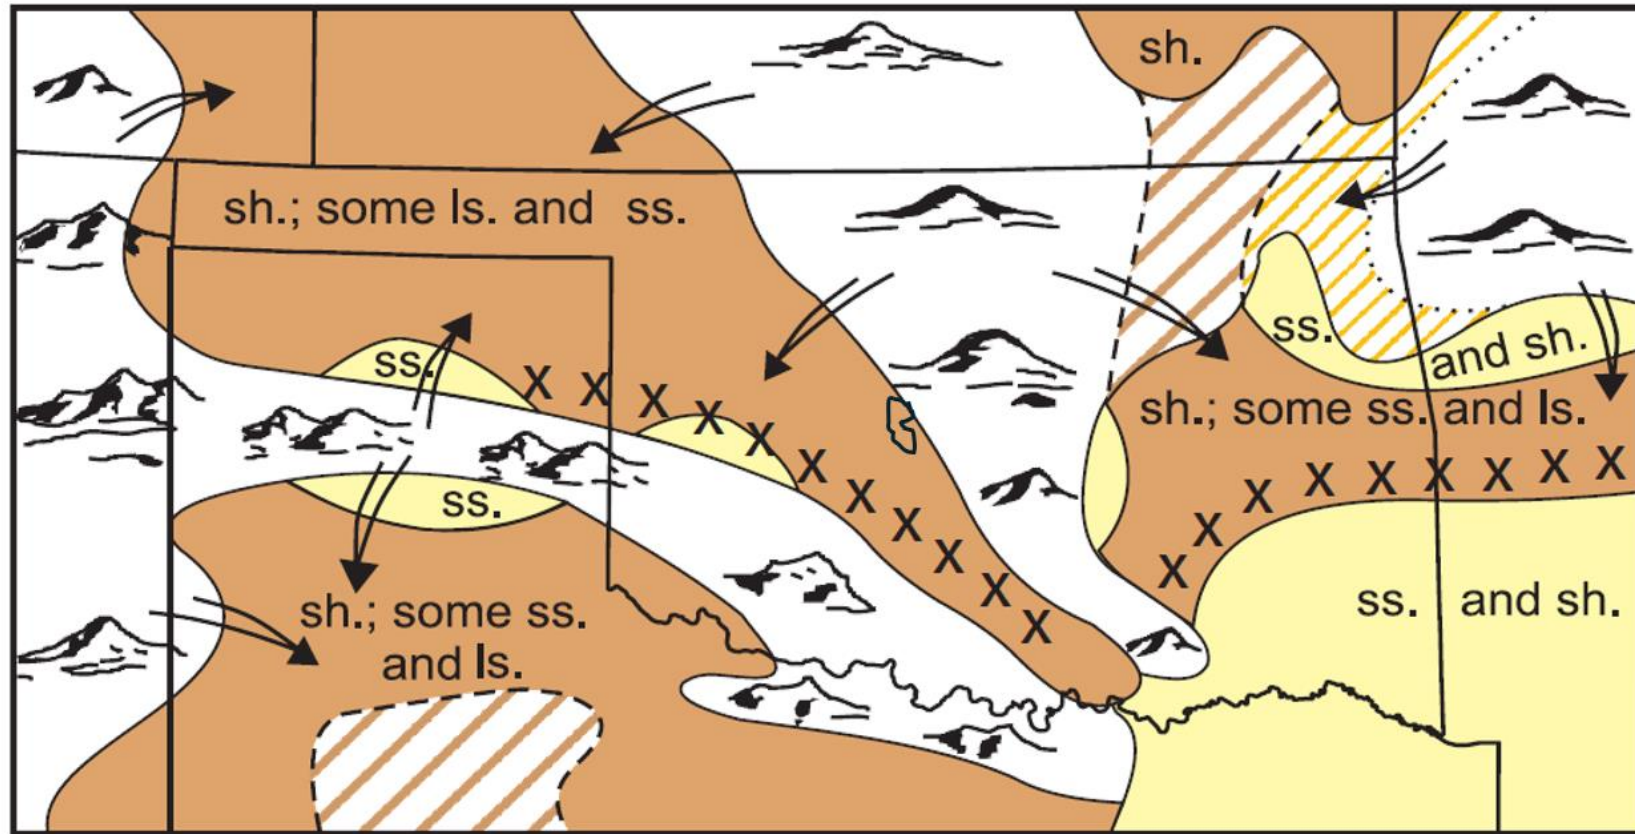 sh.
sh.; some ls. and ss.
ss.
ss.
and sh.
sh.; some ss. and ls.
X X X X X X X X X X X
X X X X X X X X X
ss.
ss. and sh.
sh.; some ss.
and ls.